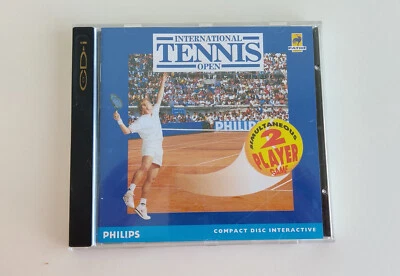 INTERNATIONAL
TENNIS
OPEN
CD-i
PHILIPS
SIMULTANEOUS
2
PLAYER
GAME
PHILIPS
COMPACT DISC INTERACTIVE